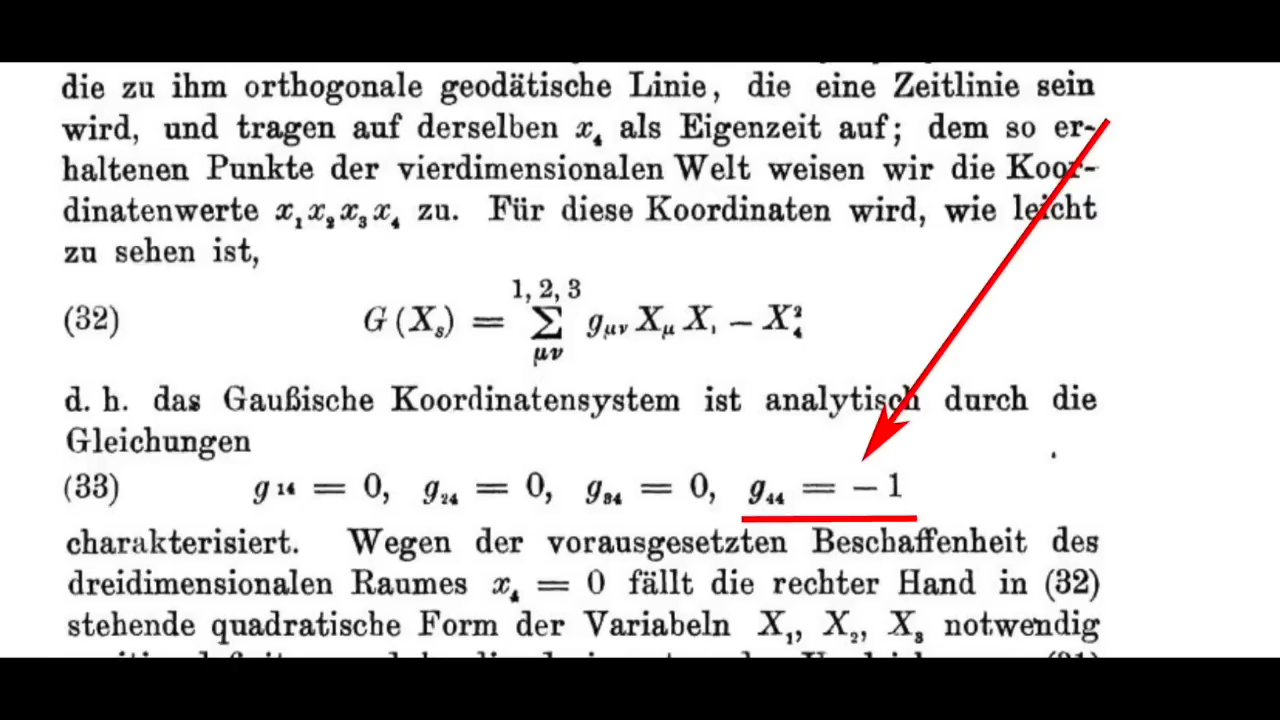 die zu ihm orthogonale geodätische Linie, die eine Zeitlinie sein
wird, und tragen auf derselben x₄ als Eigenzeit auf; dem so er-
haltenen Punkte der vierdimensionalen Welt weisen wir die Koor-
dinatenwerte x₁x₂x₃x₄ zu. Für diese Koordinaten wird, wie leicht
zu sehen ist,
1, 2, 3
(32) G (Xₛ) = Σ gμν Xμ X, – X₄²
μν
d. h. das Gaußische Koordinatensystem ist analytisch durch die
Gleichungen
(33) g₁₄ = 0, g₂₄ = 0, g₃₄ = 0, g₄₄ = – 1
charakterisiert. Wegen der vorausgesetzten Beschaffenheit des
dreidimensionalen Raumes x₄ = 0 fällt die rechter Hand in (32)
stehende quadratische Form der Variabeln X₁, X₂, X₃ notwendig